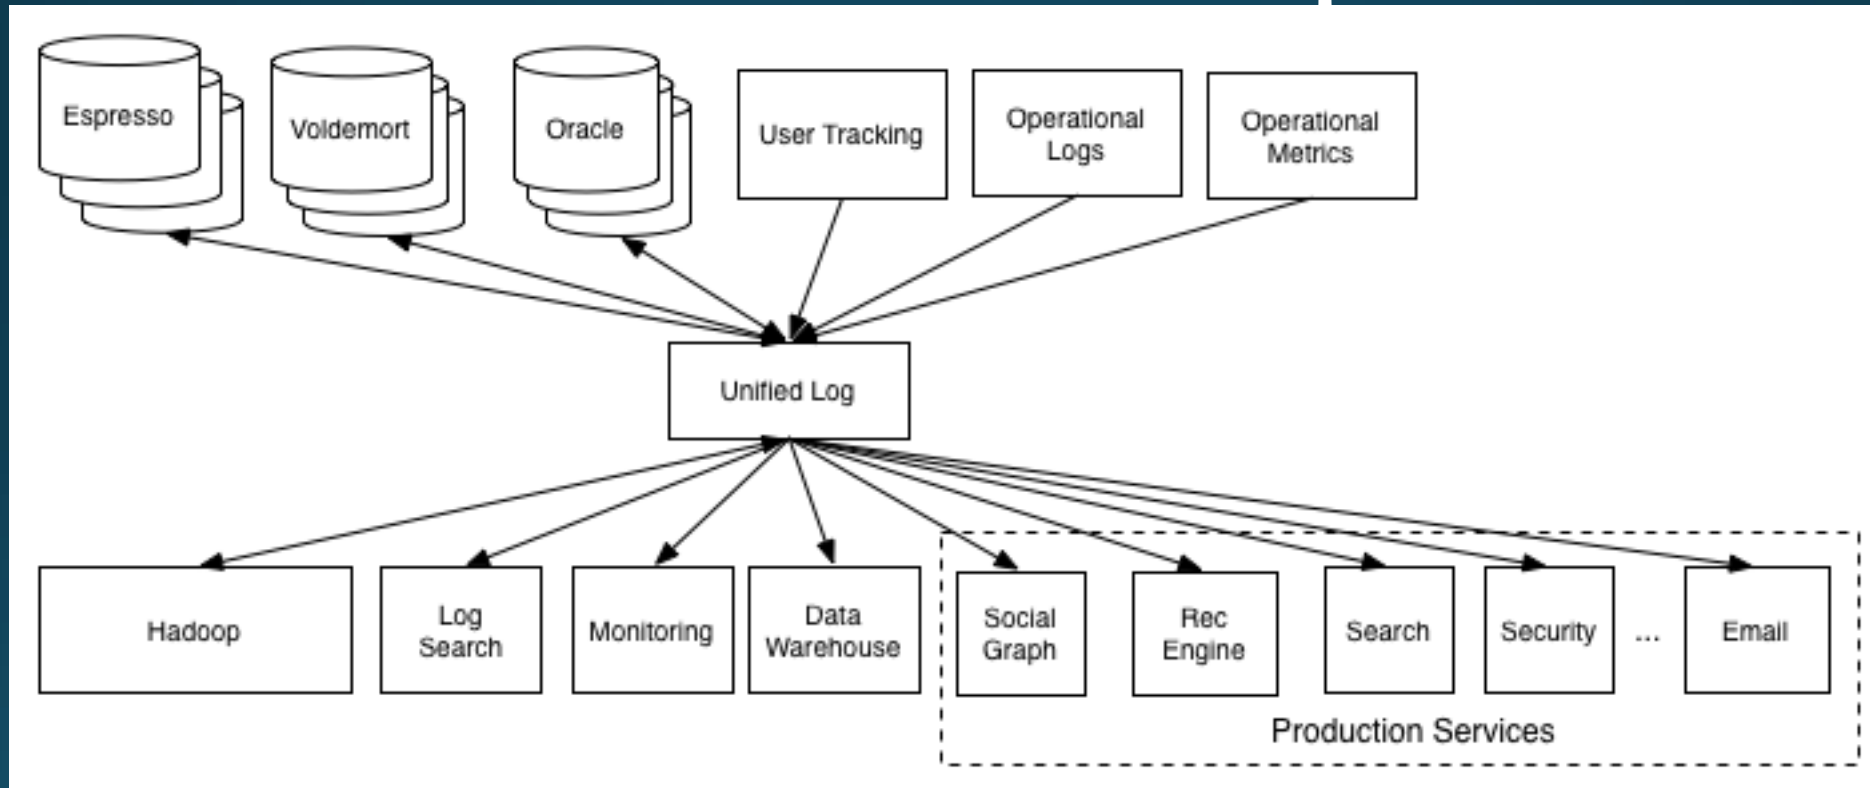 Espresso
Voldemort
Oracle
User Tracking
Operational
Logs
Operational
Metrics
Unified Log
Hadoop
Log
Search
Monitoring
Data
Warehouse
Social
Graph
Rec
Engine
Search
Security
...
Email
Production Services